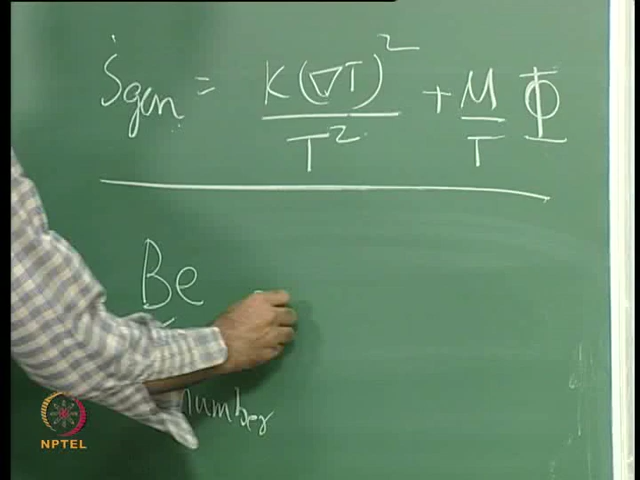 Ṡgen = K(∇T)² / T² + μ/T Φ
Be
number
NPTEL